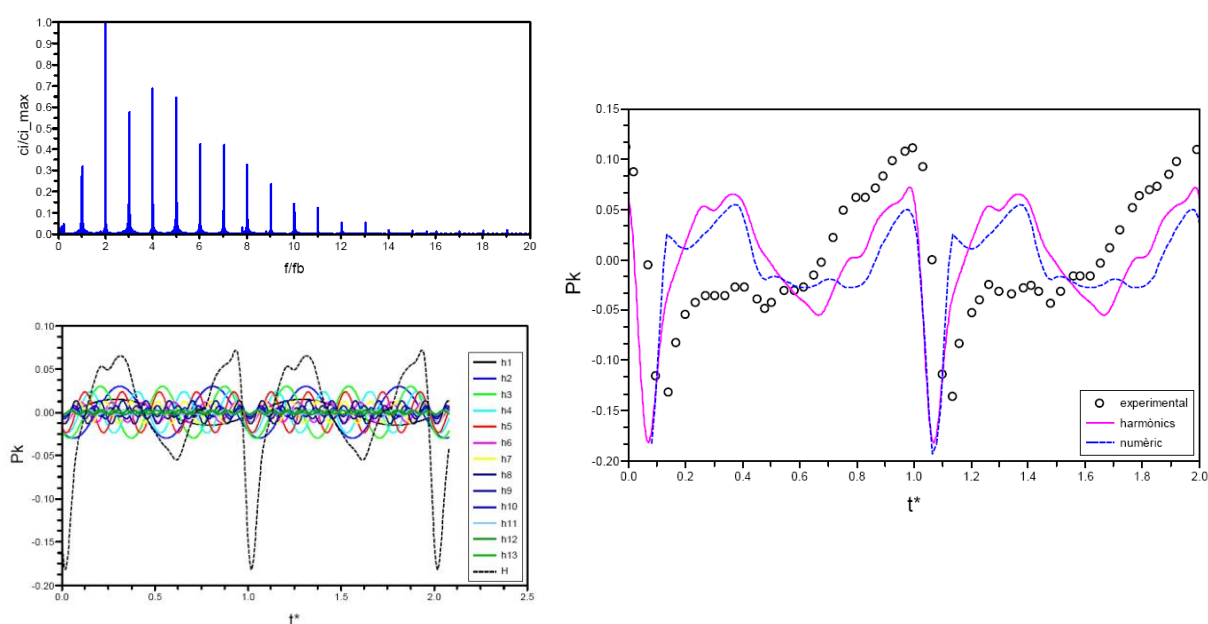 ci/ci_max
1.0
0.9
0.8
0.7
0.6
0.5
0.4
0.3
0.2
0.1
0.0
0 2 4 6 8 10 12 14 16 18 20
f/fb
Pk
0.10
0.05
0.00
-0.05
-0.10
-0.15
-0.20
0.0 0.5 1.0 1.5 2.0 2.5
t*
h1
h2
h3
h4
h5
h6
h7
h8
h9
h10
h11
h12
h13
H
Pk
0.15
0.10
0.05
0.00
-0.05
-0.10
-0.15
-0.20
0.0 0.2 0.4 0.6 0.8 1.0 1.2 1.4 1.6 1.8 2.0
t*
experimental
harmònics
numèric